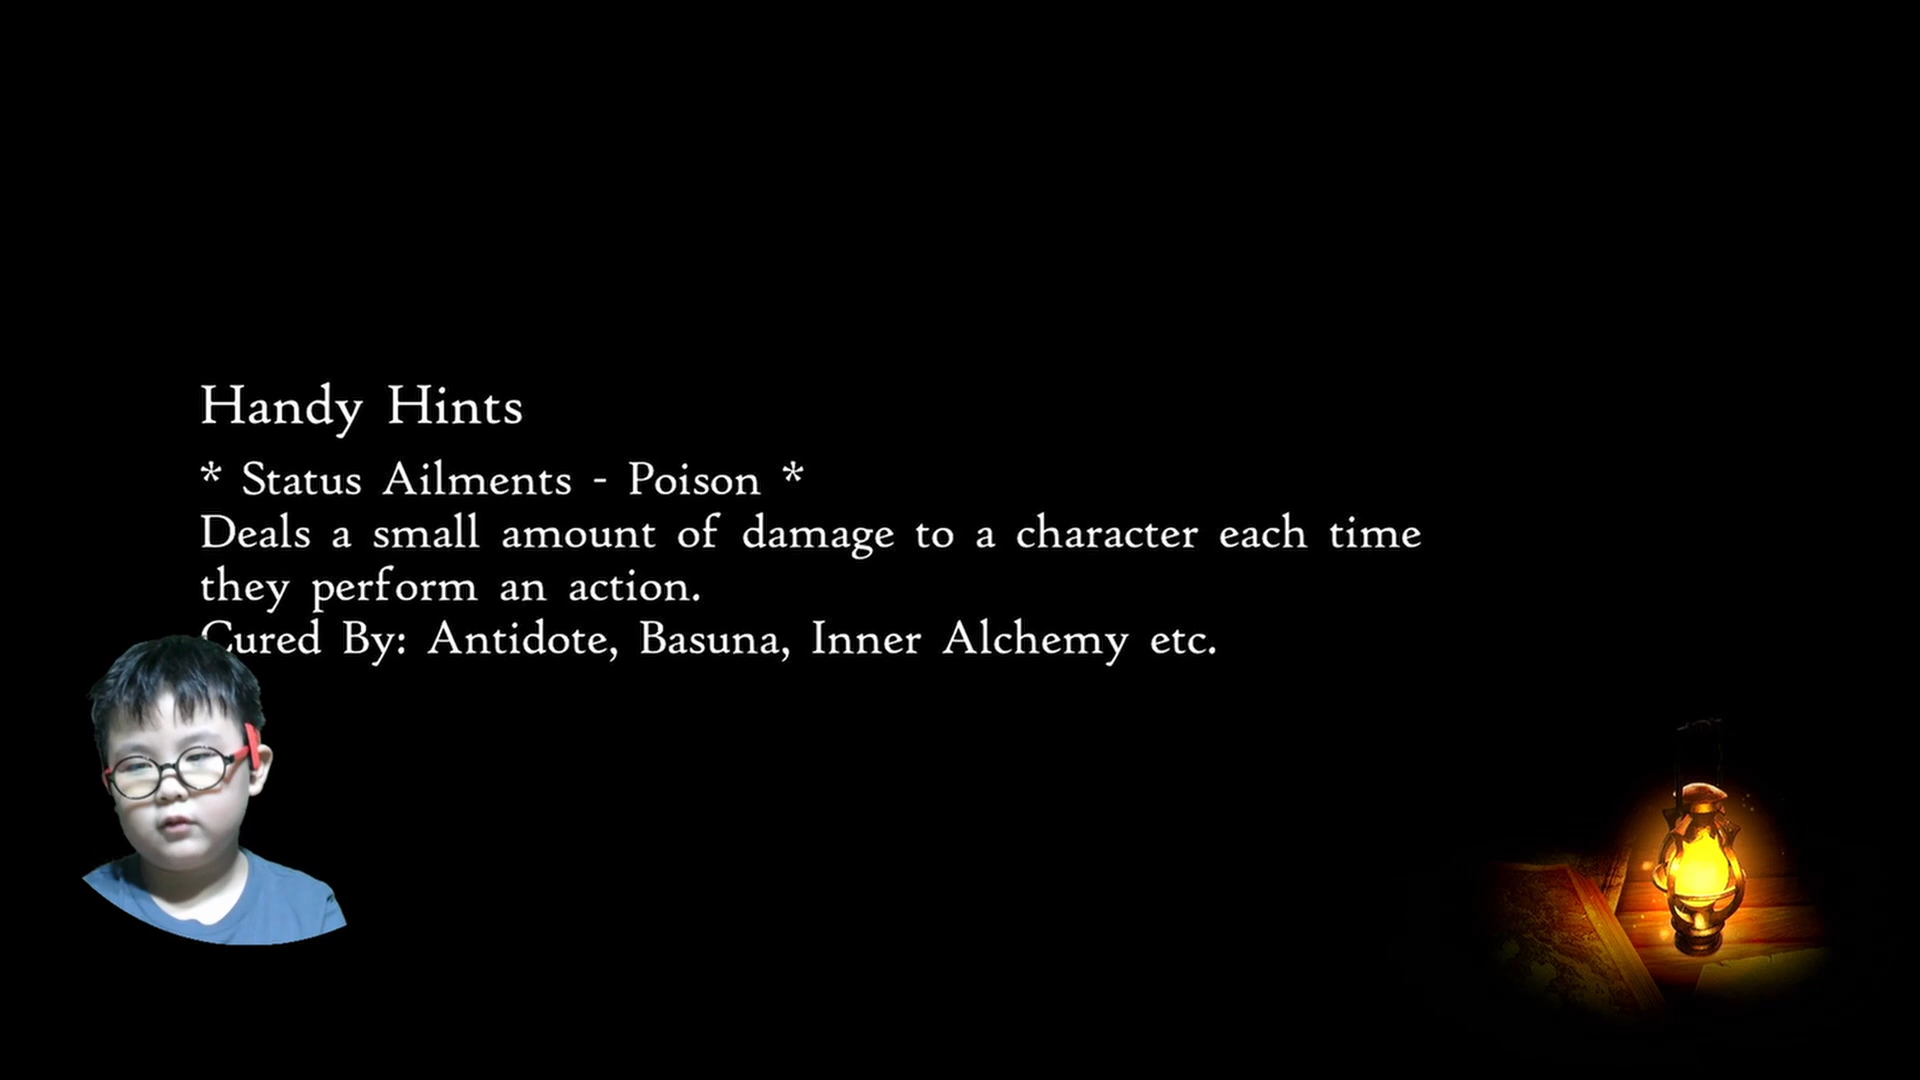 Handy Hints
* Status Ailments - Poison *
Deals a small amount of damage to a character each time
they perform an action.
Cured By: Antidote, Basuna, Inner Alchemy etc.